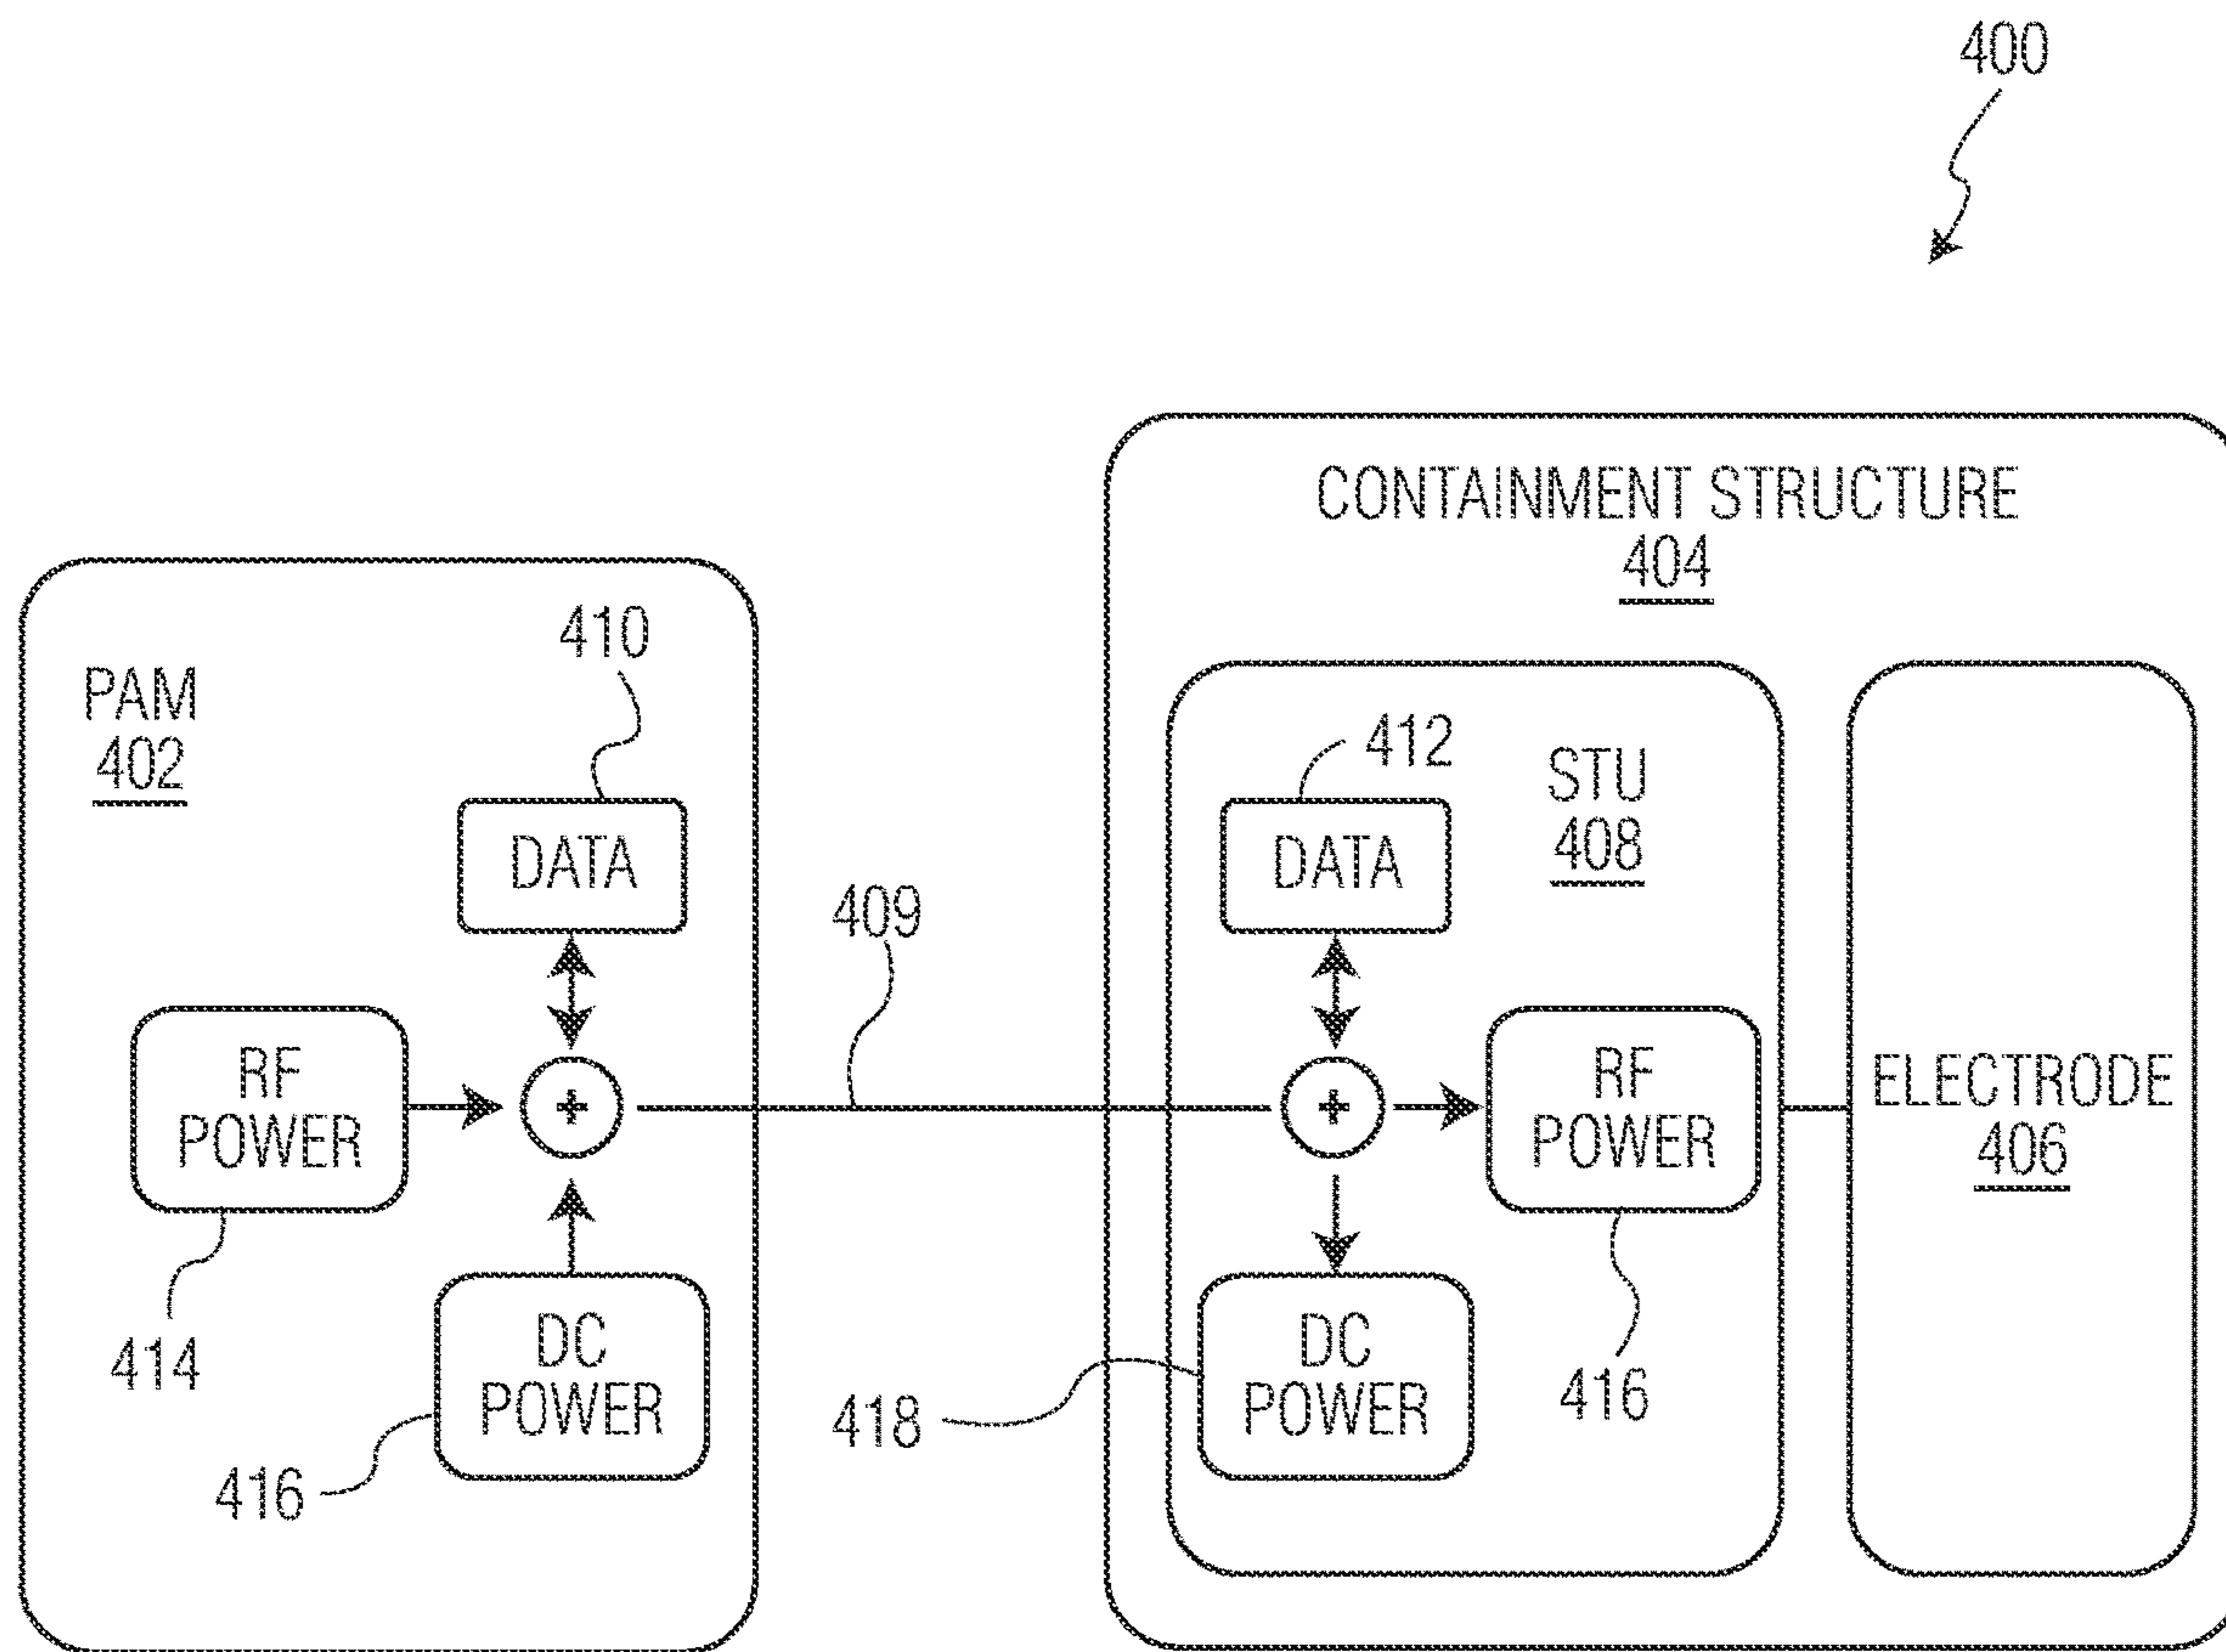 400
CONTAINMENT STRUCTURE
404
PAM
402
410
DATA
RF
POWER
414
DC
POWER
416
409
412
DATA
STU
408
RF
POWER
416
DC
POWER
418
ELECTRODE
406